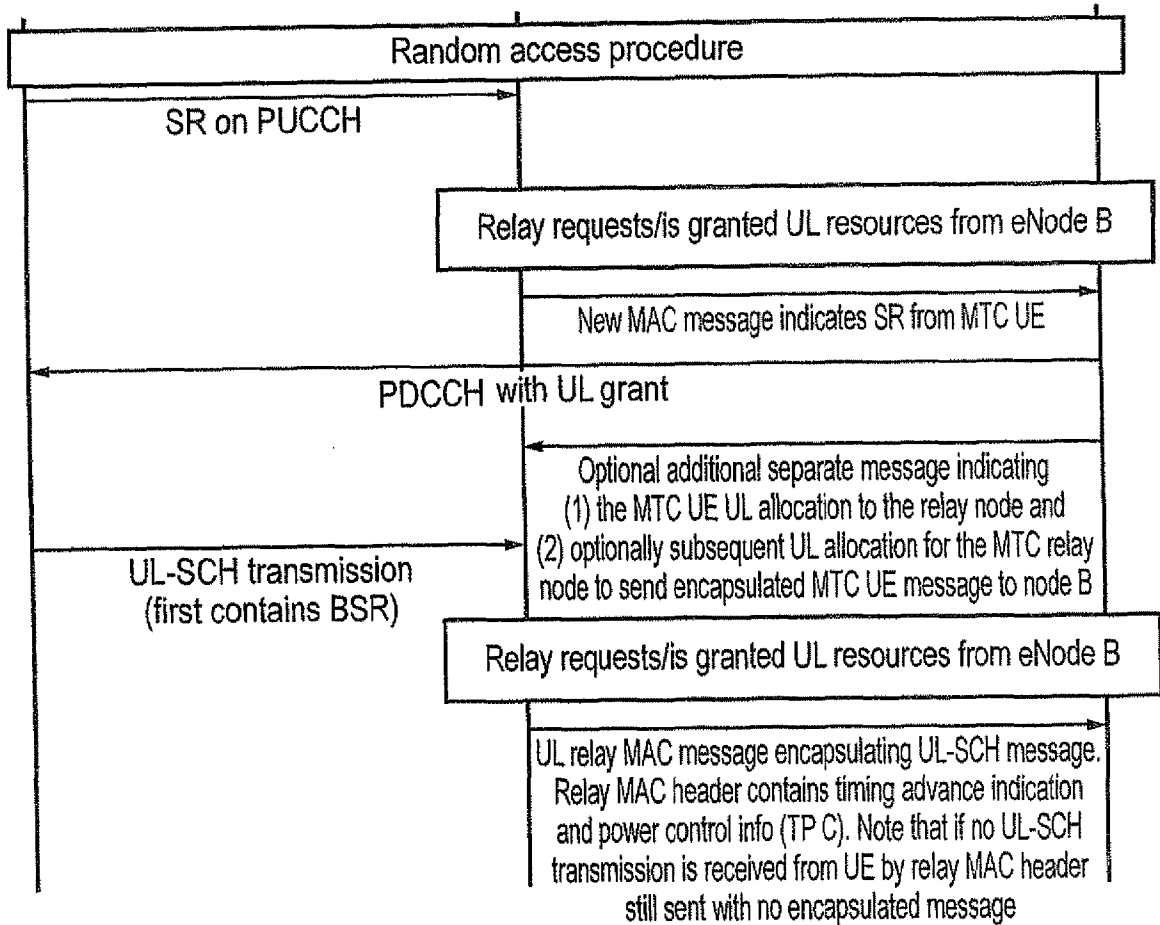 Random access procedure
SR on PUCCH
Relay requests/is granted UL resources from eNode B
New MAC message indicates SR from MTC UE
PDCCH with UL grant
Optional additional separate message indicating
(1) the MTC UE UL allocation to the relay node and
(2) optionally subsequent UL allocation for the MTC relay
node to send encapsulated MTC UE message to node B
UL-SCH transmission
(first contains BSR)
Relay requests/is granted UL resources from eNode B
UL relay MAC message encapsulating UL-SCH message.
Relay MAC header contains timing advance indication
and power control info (TP C). Note that if no UL-SCH
transmission is received from UE by relay MAC header
still sent with no encapsulated message